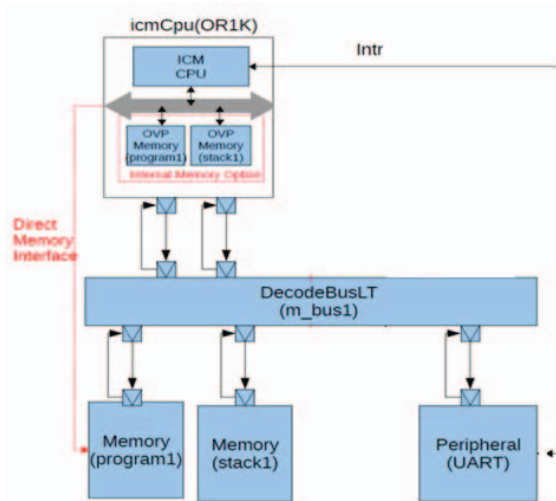 icmCpu(OR1K)
ICM
CPU
Intr
OVP
Memory
(program1)
OVP
Memory
(stack1)
Internal Memory Option
Direct
Memory
Interface
DecodeBusLT
(m_bus1)
Memory
(program1)
Memory
(stack1)
Peripheral
(UART)